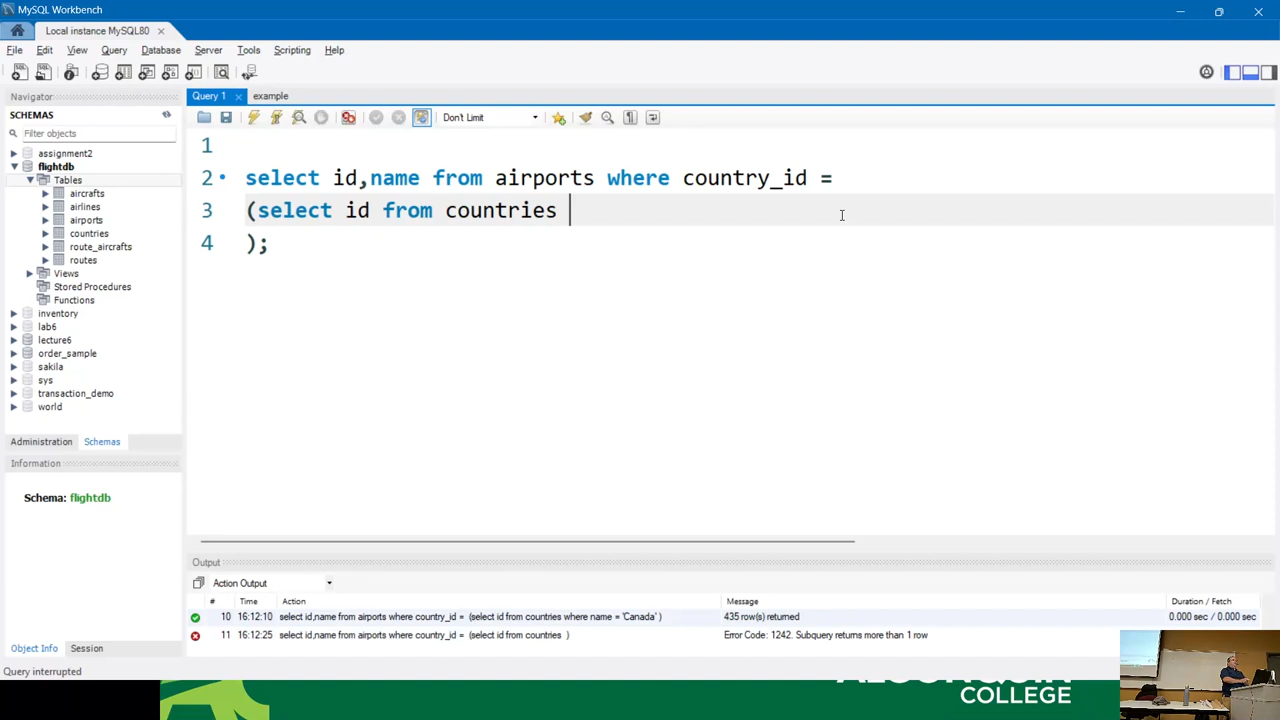 MySQL Workbench
Local instance MySQL80
File Edit View Query Database Server Tools Scripting Help
Navigator
SCHEMAS
Filter objects
assignment2
flightdb
Tables
aircrafts
airlines
airports
countries
route_aircrafts
routes
Views
Stored Procedures
Functions
inventory
lab6
lecture6
order_sample
sakila
sys
transaction_demo
world
Administration Schemas
Information
Schema: flightdb
Object Info Session
Query interrupted
Query 1 example
Don't Limit
1
2 select id,name from airports where country_id =
3 (select id from countries
4 );
Output
Action Output
# Time Action Message Duration / Fetch
10 16:12:10 select id,name from airports where country_id = (select id from countries where name = 'Canada' ) 435 row(s) returned 0.000 sec / 0.000 sec
11 16:12:25 select id,name from airports where country_id = (select id from countries ) Error Code: 1242. Subquery returns more than 1 row
COLLEGE